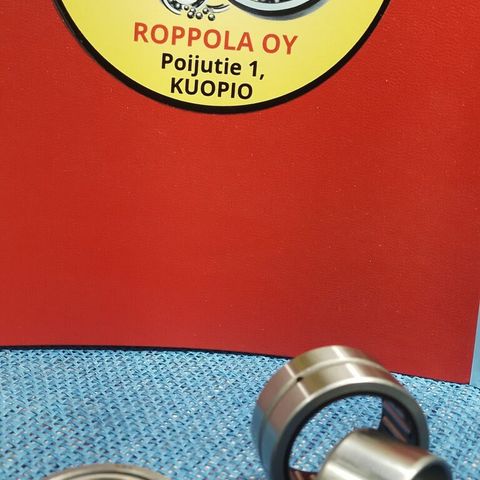 ROPPOLA OY
Poijutie 1,
KUOPIO